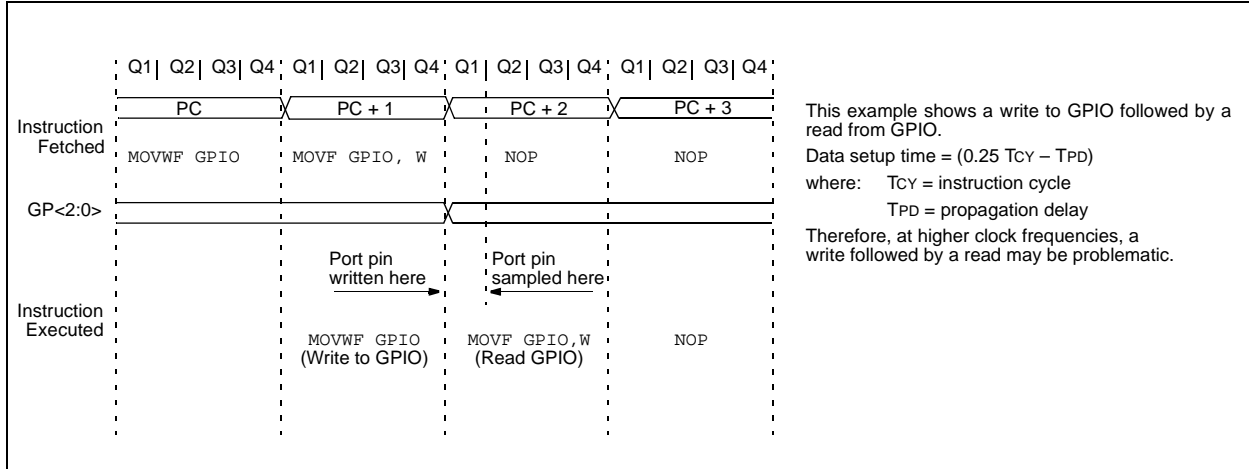 Q1| Q2| Q3| Q4 Q1| Q2| Q3| Q4 Q1| Q2| Q3| Q4 Q1| Q2| Q3| Q4
PC PC + 1 PC + 2 PC + 3
Instruction
Fetched
MOVWF GPIO MOVF GPIO, W NOP NOP
GP<2:0>
Port pin
written here
Port pin
sampled here
Instruction
Executed
MOVWF GPIO MOVF GPIO,W NOP
(Write to GPIO) (Read GPIO)
This example shows a write to GPIO followed by a
read from GPIO.
Data setup time = (0.25 TCY – TPD)
where: TCY = instruction cycle
TPD = propagation delay
Therefore, at higher clock frequencies, a
write followed by a read may be problematic.